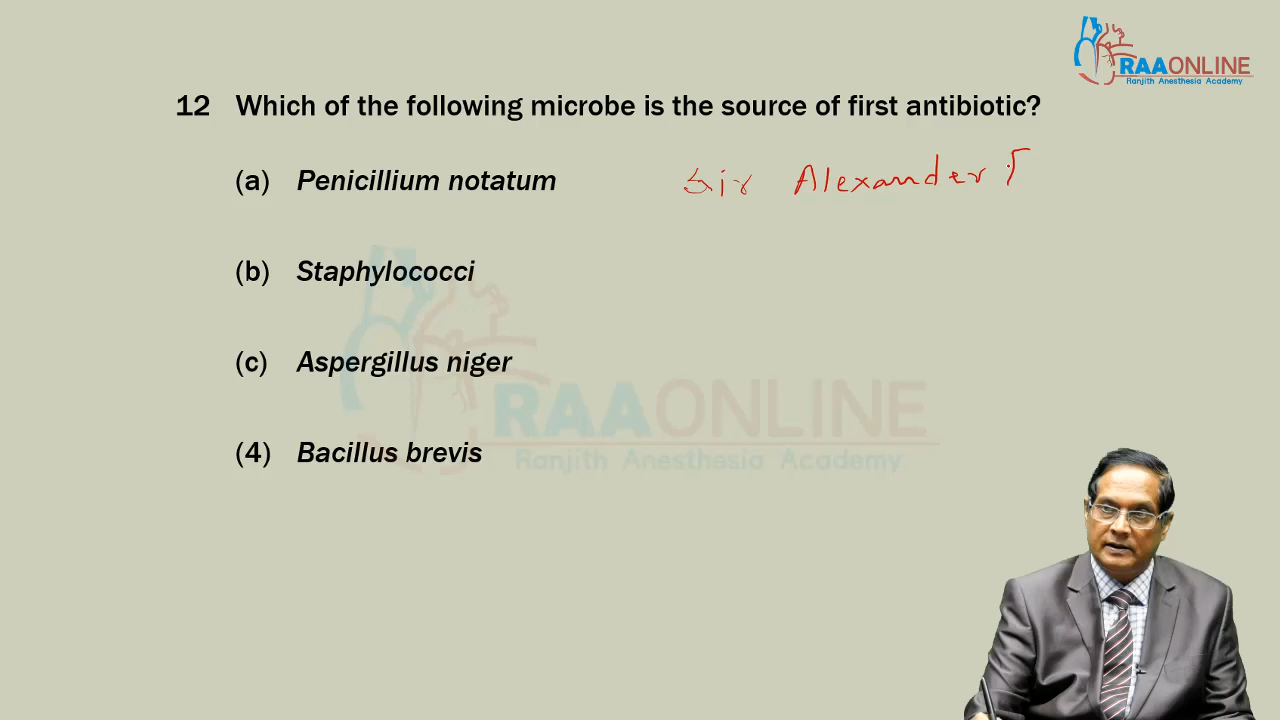 RAAONLINE
Ranjith Anesthesia Academy
12 Which of the following microbe is the source of first antibiotic?
(a) Penicillium notatum Sir Alexander F
(b) Staphylococci
(c) Aspergillus niger
RAAONLINE
(4) Bacillus brevis
Ranjith Anesthesia Academy